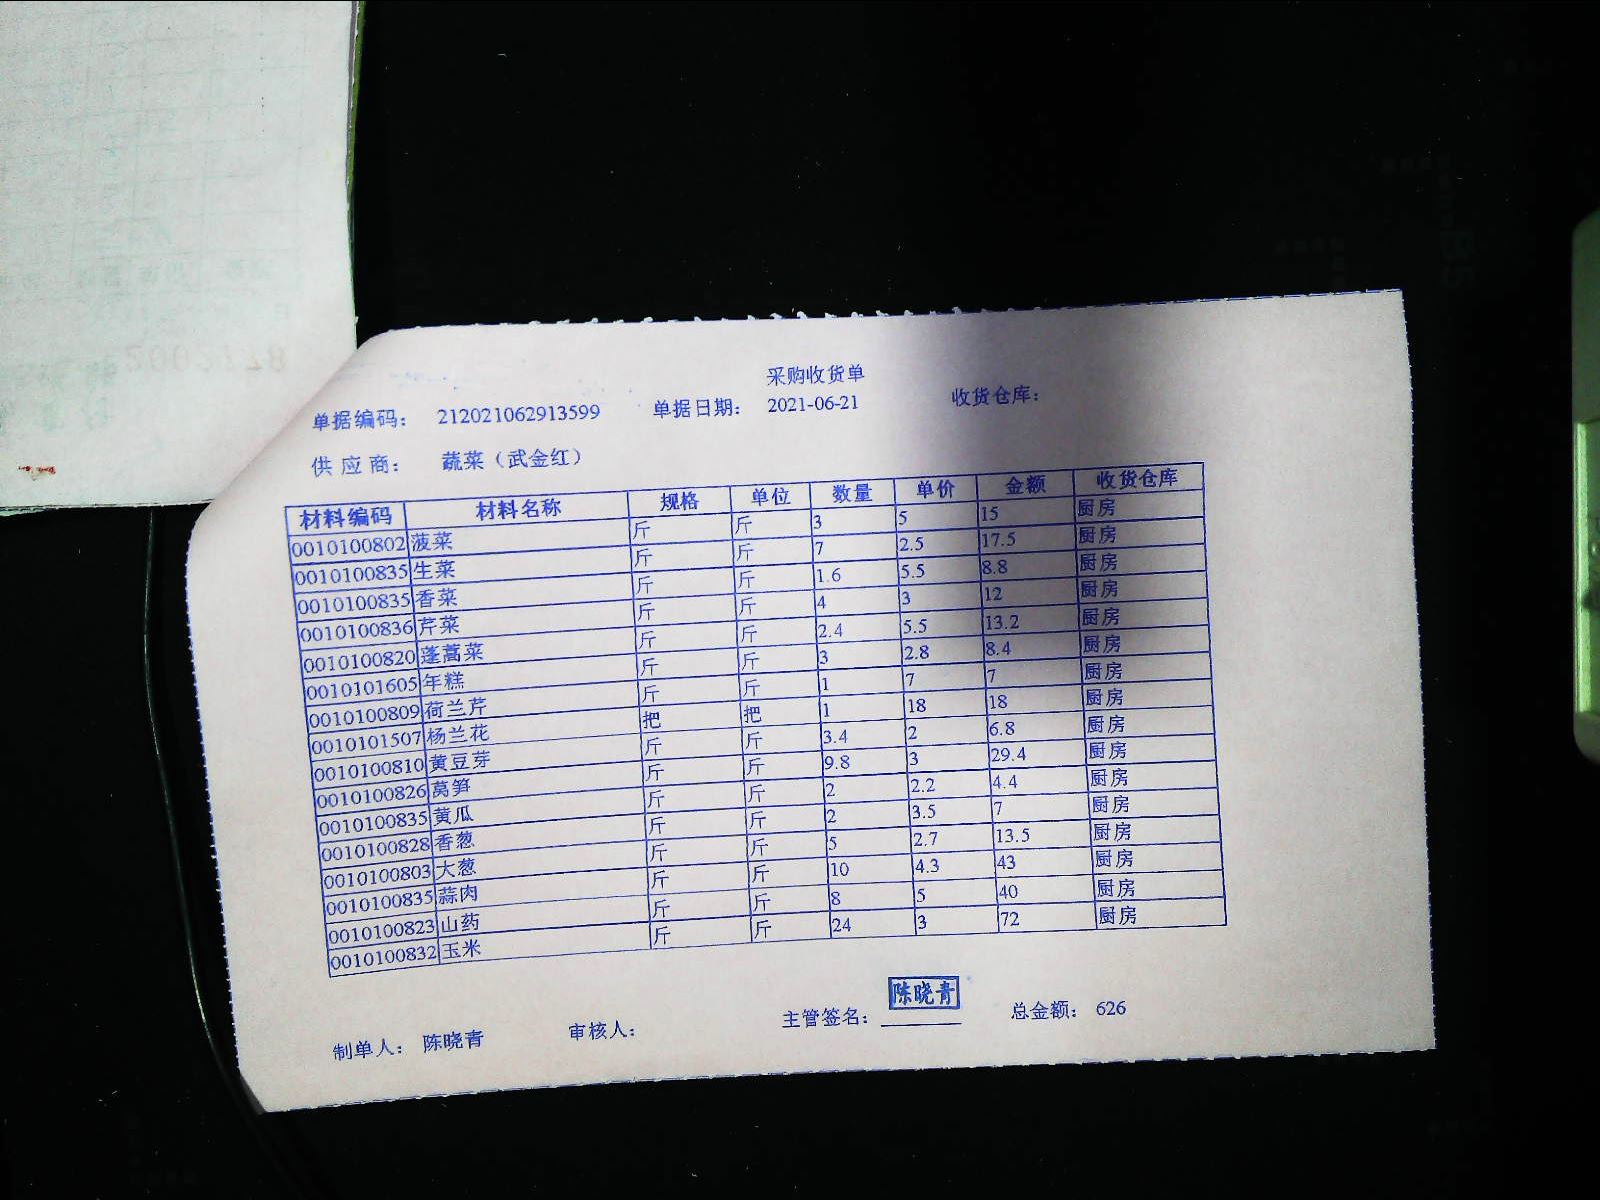 采购收货单
单据编码: 212021062913599 单据日期: 2021-06-21 收货仓库:
供应商: 蔬菜（武金红）
材料编码 材料名称 规格 单位 数量 单价 金额 收货仓库
0010100802 菠菜 斤 斤 3 5 15 厨房
0010100835 生菜 斤 斤 7 2.5 17.5 厨房
0010100835 香菜 斤 斤 1.6 5.5 8.8 厨房
0010100836 芹菜 斤 斤 4 3 12 厨房
0010100820 蓬蒿菜 斤 斤 2.4 5.5 13.2 厨房
0010101605 年糕 斤 斤 3 2.8 8.4 厨房
0010100809 荷兰芹 斤 斤 1 7 7 厨房
0010101507 杨兰花 把 把 1 18 18 厨房
0010100810 黄豆芽 斤 斤 3.4 2 6.8 厨房
0010100826 莴笋 斤 斤 9.8 3 29.4 厨房
0010100835 黄瓜 斤 斤 2 2.2 4.4 厨房
0010100828 香葱 斤 斤 2 3.5 7 厨房
0010100803 大葱 斤 斤 5 2.7 13.5 厨房
0010100835 蒜肉 斤 斤 10 4.3 43 厨房
0010100823 山药 斤 斤 8 5 40 厨房
0010100832 玉米 斤 斤 24 3 72 厨房
制单人: 陈晓青 审核人: 主管签名: 陈晓青 总金额: 626